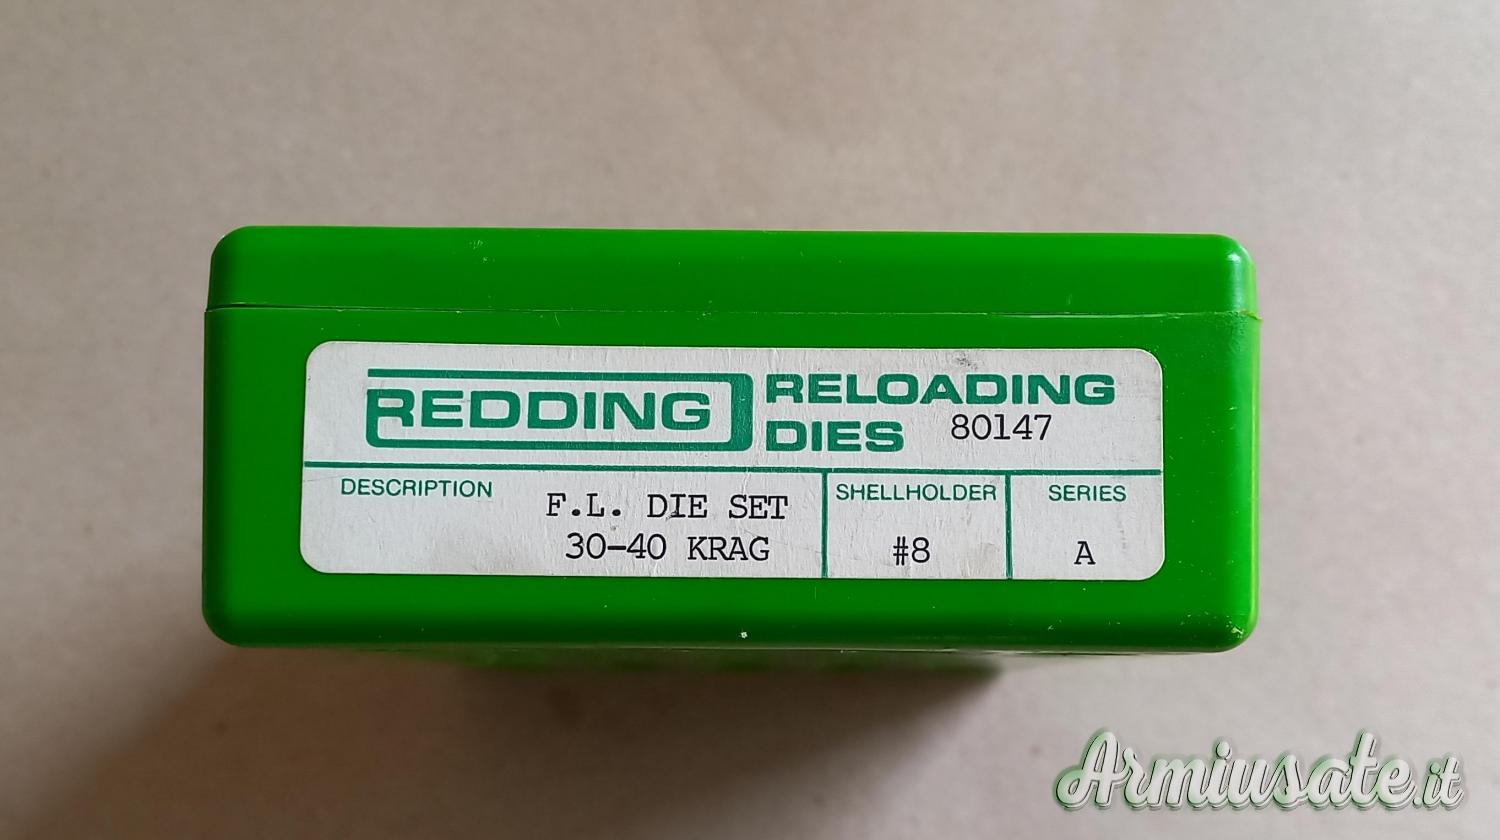 REDDING
RELOADING
DIES 80147
DESCRIPTION
F.L. DIE SET
30-40 KRAG
SHELLHOLDER
#8
SERIES
A
Armiusate.it